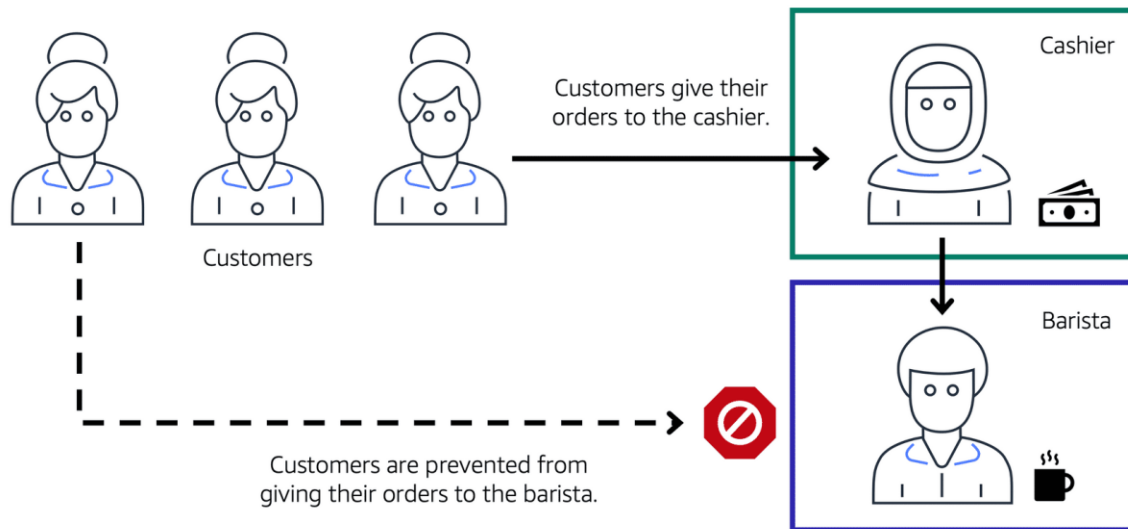 Cashier
Customers give their
orders to the cashier.
Customers
Barista
Customers are prevented from
giving their orders to the barista.